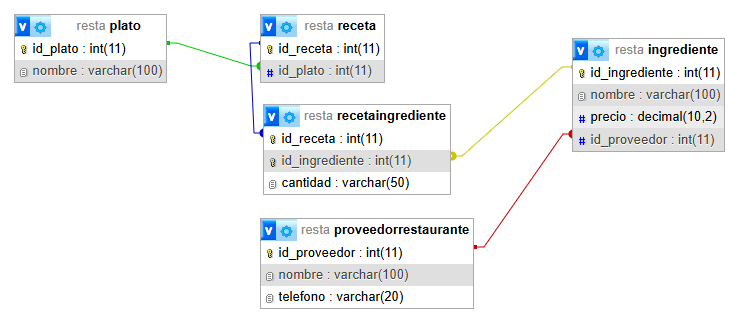 resta plato
id_plato : int(11)
nombre : varchar(100)
resta receta
id_receta : int(11)
# id_plato : int(11)
resta recetaingrediente
id_receta : int(11)
id_ingrediente : int(11)
cantidad : varchar(50)
resta ingrediente
id_ingrediente : int(11)
nombre : varchar(100)
# precio : decimal(10,2)
# id_proveedor : int(11)
resta proveedorrestaurante
id_proveedor : int(11)
nombre : varchar(100)
telefono : varchar(20)